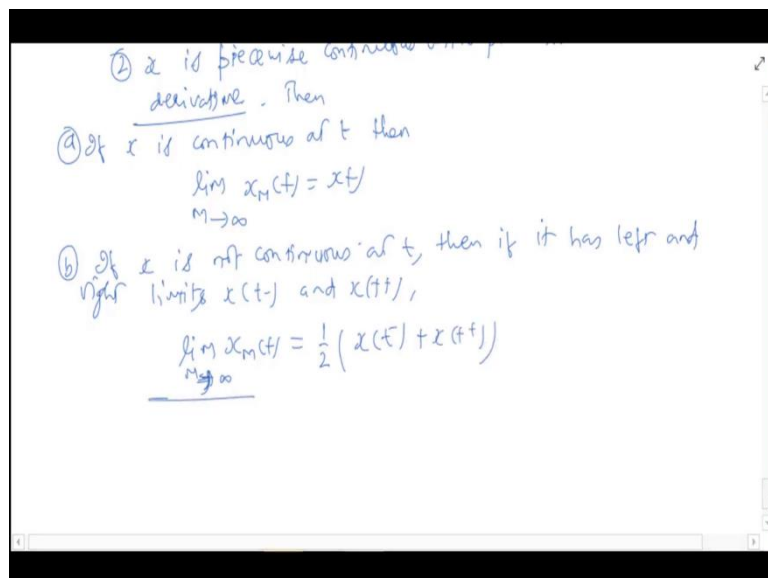 ② x is piecewise continuous
derivative. Then
ⓐ If x is continuous at t then
lim x_M(t) = x(t)
M→∞
ⓑ If x is not continuous at t, then if it has left and
right limits x(t-) and x(t+),
lim x_M(t) = 1/2 ( x(t⁻) + x(t⁺) )
M→∞